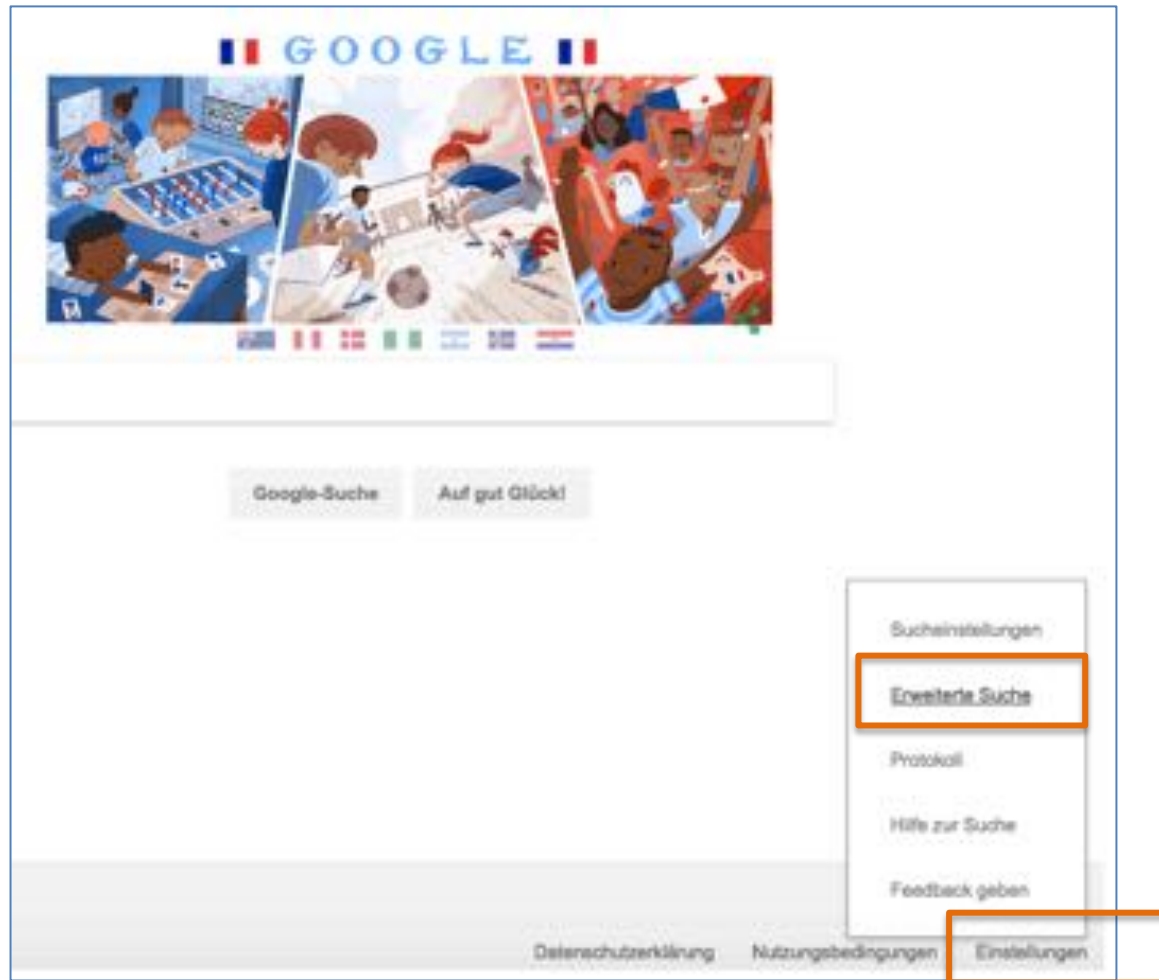 GOOGLE
Google-Suche Auf gut Glück!
Sucheinstellungen
Erweiterte Suche
Protokoll
Hilfe zur Suche
Feedback geben
Datenschutzerklärung Nutzungsbedingungen Einstellungen